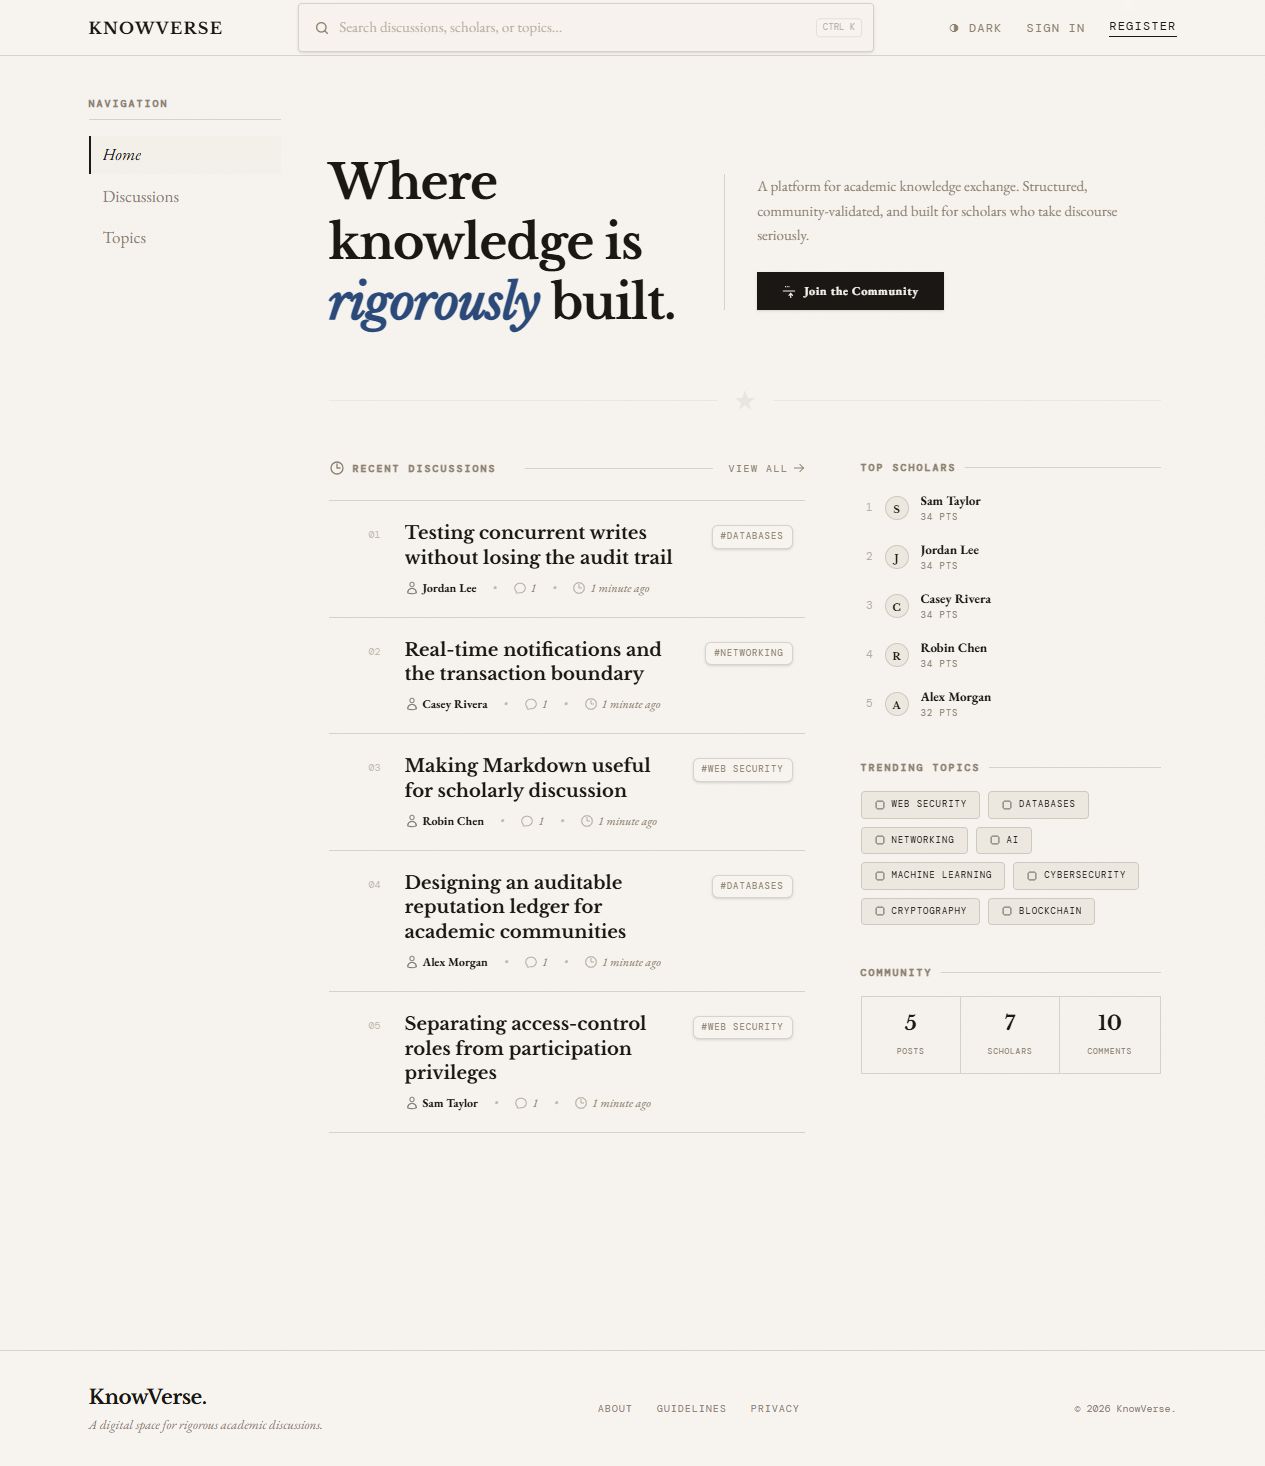 KNOWVERSE
Search discussions, scholars, or topics...
CTRL K
DARK
SIGN IN
REGISTER
NAVIGATION
Home
Discussions
Topics
Where
knowledge is
rigorously built.
A platform for academic knowledge exchange. Structured,
community-validated, and built for scholars who take discourse
seriously.
Join the Community
RECENT DISCUSSIONS
VIEW ALL
01
Testing concurrent writes
without losing the audit trail
#DATABASES
Jordan Lee • 1 • 1 minute ago
02
Real-time notifications and
the transaction boundary
#NETWORKING
Casey Rivera • 1 • 1 minute ago
03
Making Markdown useful
for scholarly discussion
#WEB SECURITY
Robin Chen • 1 • 1 minute ago
04
Designing an auditable
reputation ledger for
academic communities
#DATABASES
Alex Morgan • 1 • 1 minute ago
05
Separating access-control
roles from participation
privileges
#WEB SECURITY
Sam Taylor • 1 • 1 minute ago
TOP SCHOLARS
1 S Sam Taylor
34 PTS
2 J Jordan Lee
34 PTS
3 C Casey Rivera
34 PTS
4 R Robin Chen
34 PTS
5 A Alex Morgan
32 PTS
TRENDING TOPICS
WEB SECURITY
DATABASES
NETWORKING
AI
MACHINE LEARNING
CYBERSECURITY
CRYPTOGRAPHY
BLOCKCHAIN
COMMUNITY
5
POSTS
7
SCHOLARS
10
COMMENTS
KnowVerse.
A digital space for rigorous academic discussions.
ABOUT
GUIDELINES
PRIVACY
© 2026 KnowVerse.